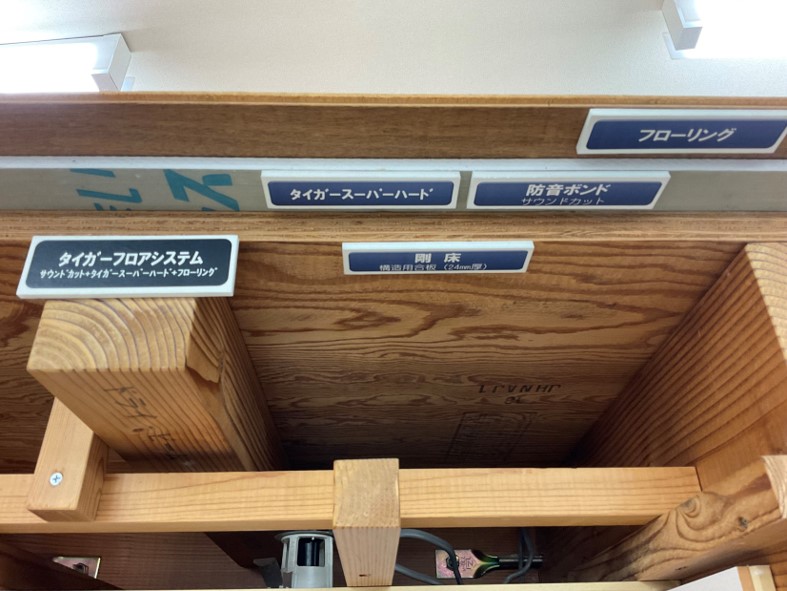 フローリング
タイガースーパーハード
防音ボンド
サウンドカット
タイガーフロアシステム
サウンドカット+タイガースーパーハード+フローリング
剛床
構造用合板（24mm厚）